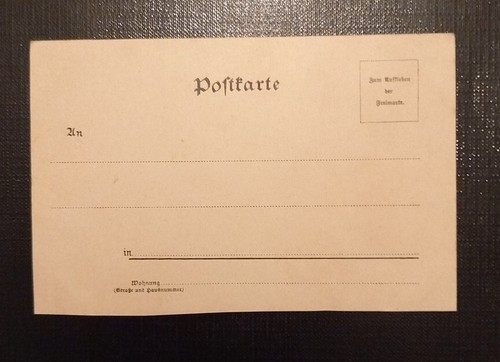 Postkarte
Zum Aufkleben
der
Freimarke.
An
in
Wohnung
(Straße und Hausnummer)